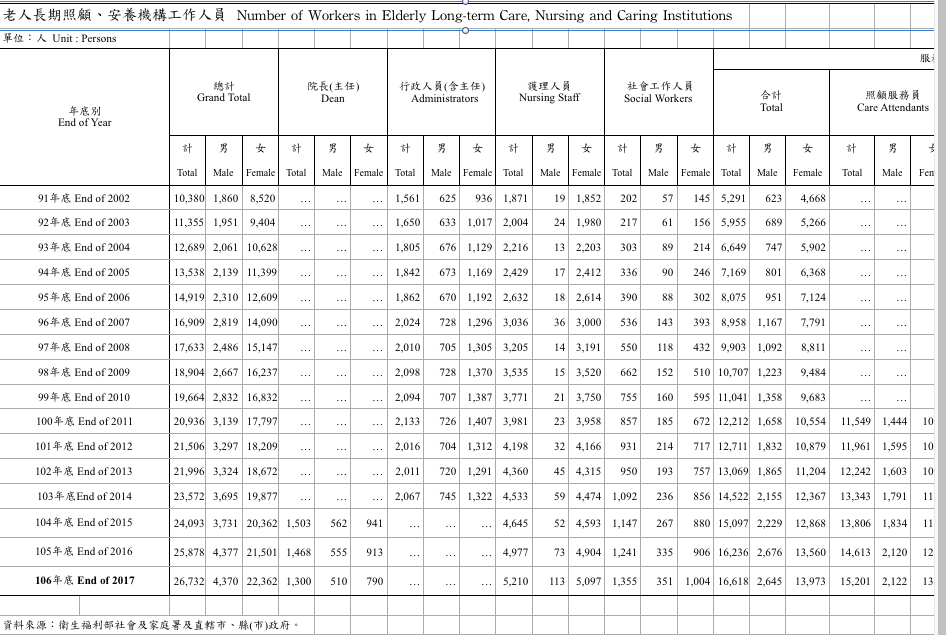 老人長期照顧、安養機構工作人員 Number of Workers in Elderly Long-term Care, Nursing and Caring Institutions
單位：人 Unit : Persons
年底別 End of Year 總計 Grand Total 院長(主任) Dean 行政人員(含主任) Administrators 護理人員 Nursing Staff 社會工作人員 Social Workers 服
合計 Total 照顧服務員 Care Attendants
計 男 女 計 男 女 計 男 女 計 男 女 計 男 女 計 男 女 計 男
Total Male Female Total Male Female Total Male Female Total Male Female Total Male Female Total Male Female Total Male Fem
91年底 End of 2002 10,380 1,860 8,520 … … … 1,561 625 936 1,871 19 1,852 202 57 145 5,291 623 4,668 … …
92年底 End of 2003 11,355 1,951 9,404 … … … 1,650 633 1,017 2,004 24 1,980 217 61 156 5,955 689 5,266 … …
93年底 End of 2004 12,689 2,061 10,628 … … … 1,805 676 1,129 2,216 13 2,203 303 89 214 6,649 747 5,902 … …
94年底 End of 2005 13,538 2,139 11,399 … … … 1,842 673 1,169 2,429 17 2,412 336 90 246 7,169 801 6,368 … …
95年底 End of 2006 14,919 2,310 12,609 … … … 1,862 670 1,192 2,632 18 2,614 390 88 302 8,075 951 7,124 … …
96年底 End of 2007 16,909 2,819 14,090 … … … 2,024 728 1,296 3,036 36 3,000 536 143 393 8,958 1,167 7,791 … …
97年底 End of 2008 17,633 2,486 15,147 … … … 2,010 705 1,305 3,205 14 3,191 550 118 432 9,903 1,092 8,811 … …
98年底 End of 2009 18,904 2,667 16,237 … … … 2,098 728 1,370 3,535 15 3,520 662 152 510 10,707 1,223 9,484 … …
99年底 End of 2010 19,664 2,832 16,832 … … … 2,094 707 1,387 3,771 21 3,750 755 160 595 11,041 1,358 9,683 … …
100年底 End of 2011 20,936 3,139 17,797 … … … 2,133 726 1,407 3,981 23 3,958 857 185 672 12,212 1,658 10,554 11,549 1,444 10
101年底 End of 2012 21,506 3,297 18,209 … … … 2,016 704 1,312 4,198 32 4,166 931 214 717 12,711 1,832 10,879 11,961 1,595 10
102年底 End of 2013 21,996 3,324 18,672 … … … 2,011 720 1,291 4,360 45 4,315 950 193 757 13,069 1,865 11,204 12,242 1,603 10
103年底End of 2014 23,572 3,695 19,877 … … … 2,067 745 1,322 4,533 59 4,474 1,092 236 856 14,522 2,155 12,367 13,343 1,791 11
104年底 End of 2015 24,093 3,731 20,362 1,503 562 941 … … … 4,645 52 4,593 1,147 267 880 15,097 2,229 12,868 13,806 1,834 11
105年底 End of 2016 25,878 4,377 21,501 1,468 555 913 … … … 4,977 73 4,904 1,241 335 906 16,236 2,676 13,560 14,613 2,120 12
106年底 End of 2017 26,732 4,370 22,362 1,300 510 790 … … … 5,210 113 5,097 1,355 351 1,004 16,618 2,645 13,973 15,201 2,122 13
資料來源：衛生福利部社會及家庭署及直轄市、縣(市)政府。